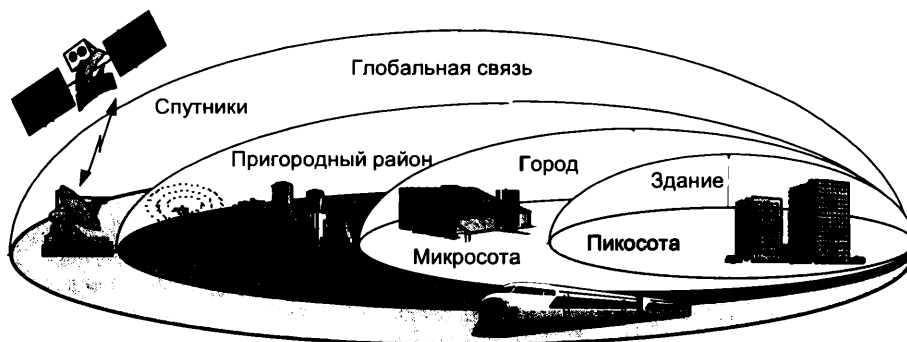 Глобальная связь
Спутники
Пригородный район
Город
Здание
Микросота
Пикосота